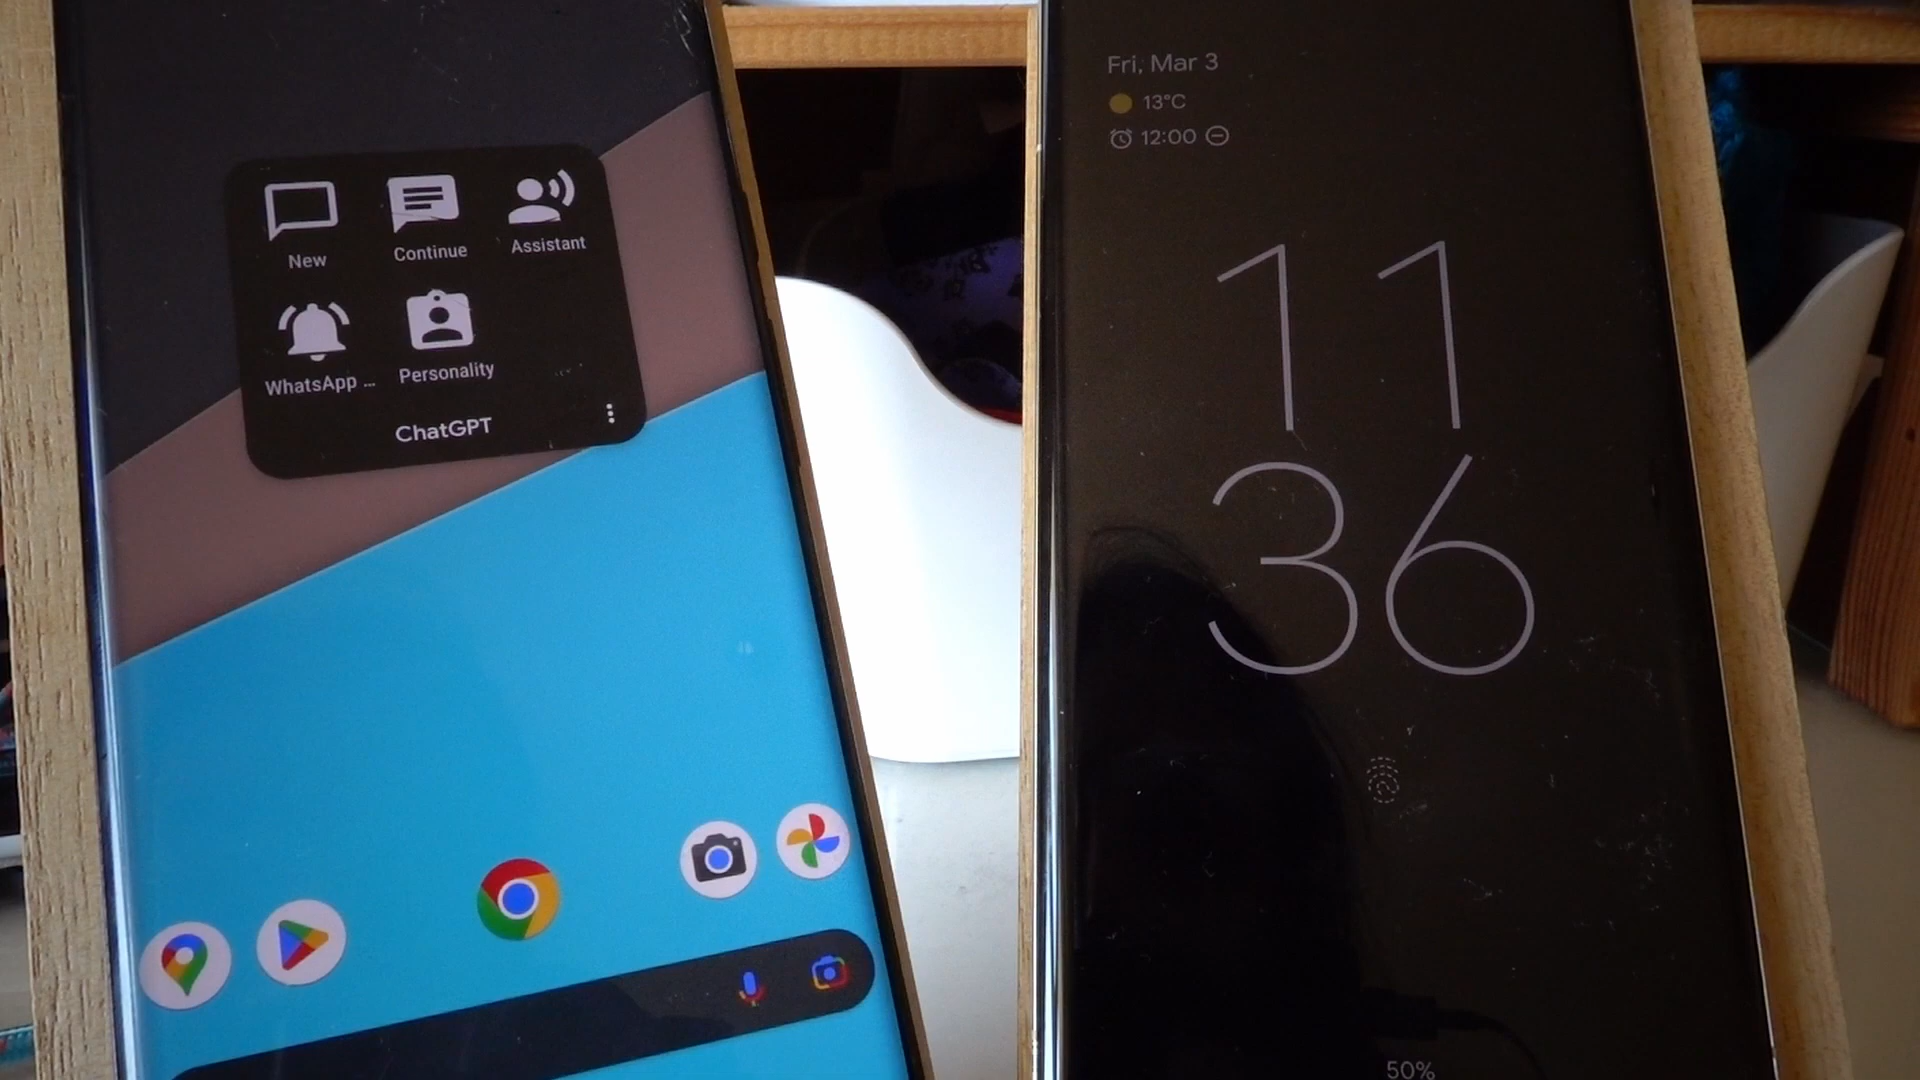 New Continue Assistant
WhatsApp ... Personality
ChatGPT
Fri, Mar 3
13°C
12:00
11
36
50%